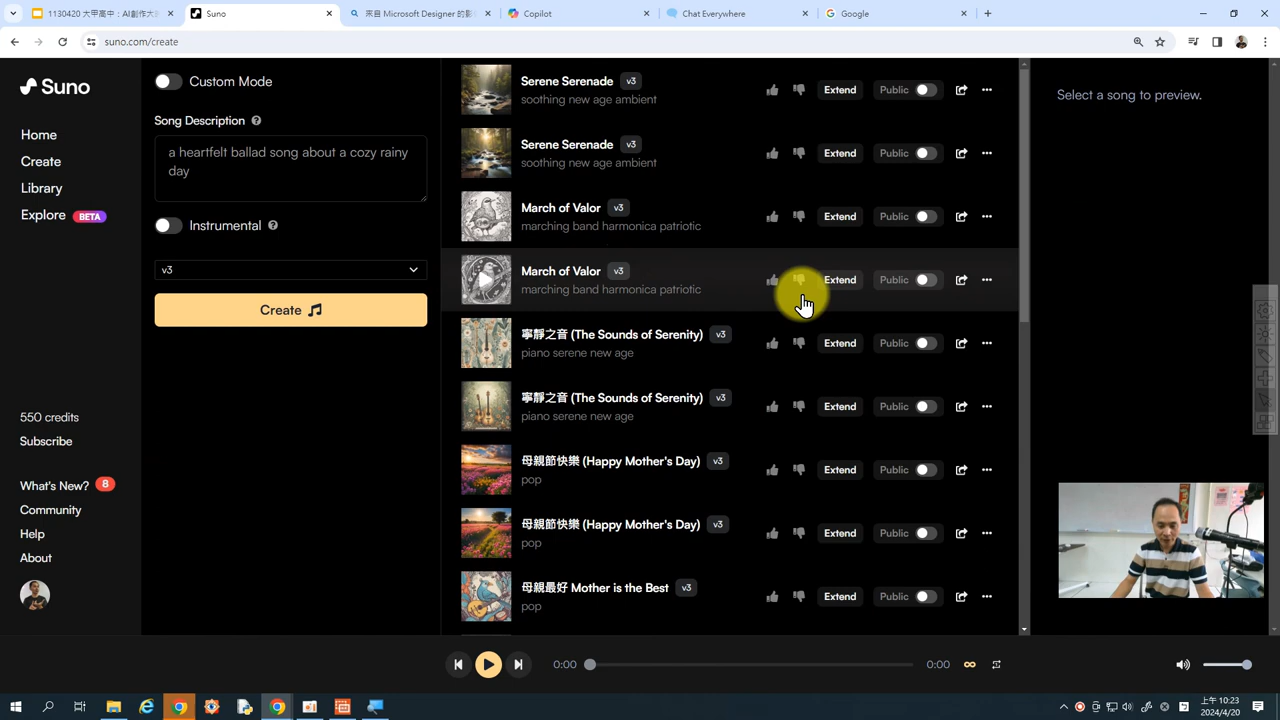 1130420 大甲高中：AI創作大
Suno
來自 Microsoft Designer 的影
Copilot
Chat Everywhere
Google
suno.com/create
Suno
Home
Create
Library
Explore BETA
550 credits
Subscribe
What's New? 8
Community
Help
About
Custom Mode
Song Description
a heartfelt ballad song about a cozy rainy
day
Instrumental
v3
Create
Serene Serenade v3
soothing new age ambient
Extend Public
Serene Serenade v3
soothing new age ambient
Extend Public
March of Valor v3
marching band harmonica patriotic
Extend Public
March of Valor v3
marching band harmonica patriotic
Extend Public
寧靜之音 (The Sounds of Serenity) v3
piano serene new age
Extend Public
寧靜之音 (The Sounds of Serenity) v3
piano serene new age
Extend Public
母親節快樂 (Happy Mother's Day) v3
pop
Extend Public
母親節快樂 (Happy Mother's Day) v3
pop
Extend Public
母親最好 Mother is the Best v3
pop
Extend Public
Select a song to preview.
0:00
0:00
上午 10:23
2024/4/20